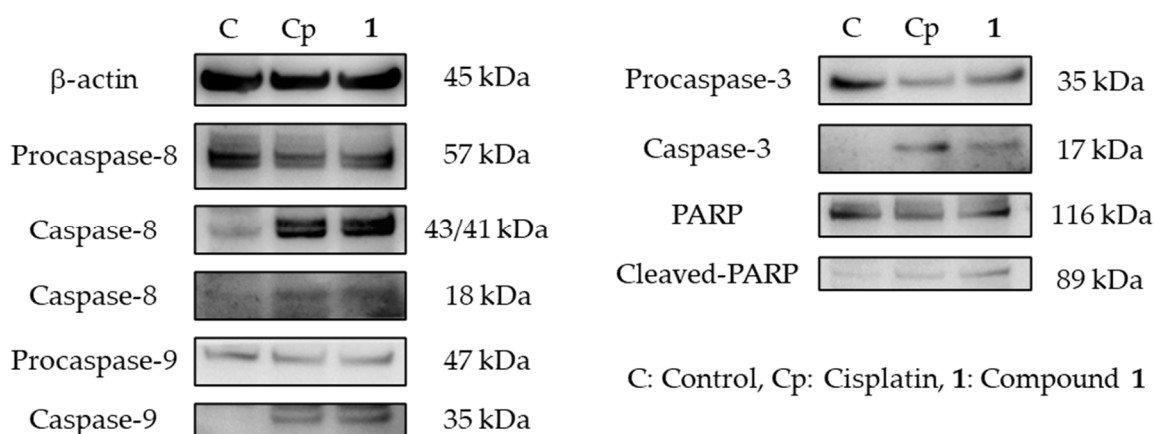 C Cp 1
β-actin 45 kDa
Procaspase-8 57 kDa
Caspase-8 43/41 kDa
Caspase-8 18 kDa
Procaspase-9 47 kDa
Caspase-9 35 kDa
C Cp 1
Procaspase-3 35 kDa
Caspase-3 17 kDa
PARP 116 kDa
Cleaved-PARP 89 kDa
C: Control, Cp: Cisplatin, 1: Compound 1